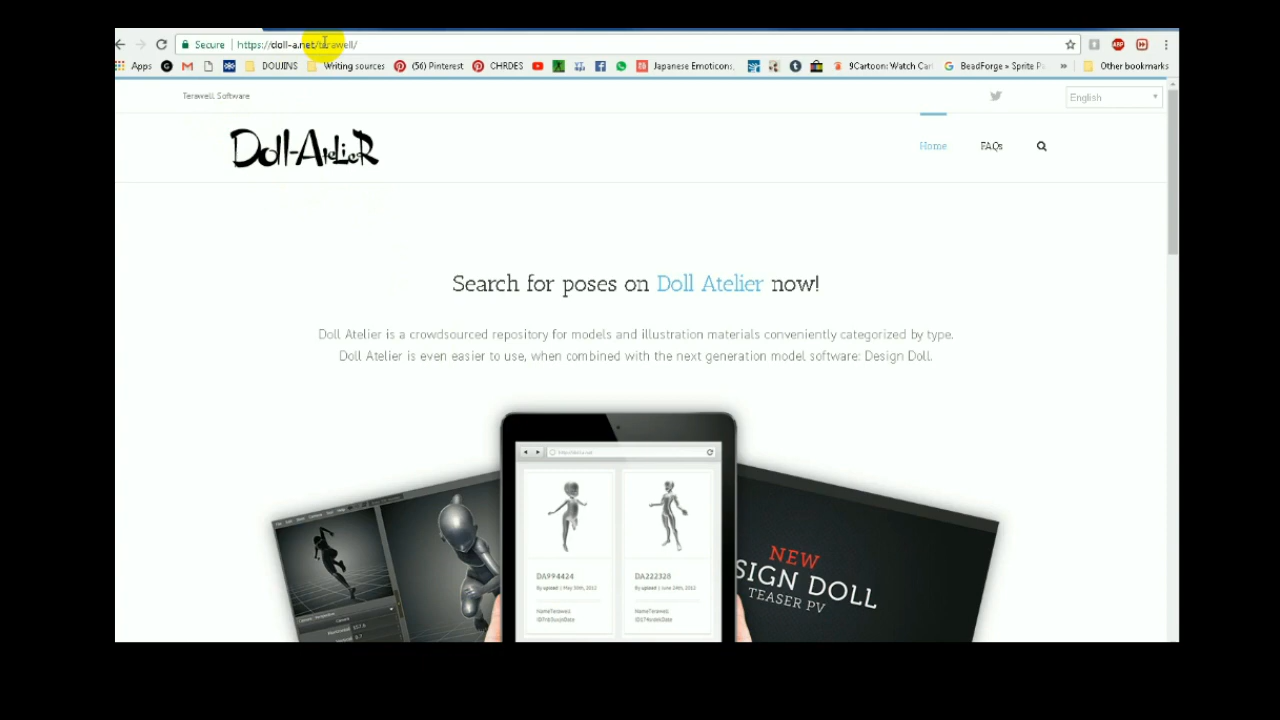 Secure https://doll-a.net/terawell/
Apps DOUJINS Writing sources (56) Pinterest CHRDES Japanese Emoticons. 9Cartoon: Watch Car BeadForge » Sprite Pa » Other bookmarks
Terawell Software
English
Doll-AteLieR
Home FAQs
Search for poses on Doll Atelier now!
Doll Atelier is a crowdsourced repository for models and illustration materials conveniently categorized by type.
Doll Atelier is even easier to use, when combined with the next generation model software: Design Doll.
NEW
SIGN DOLL
TEASER PV
DA994424 DA222328